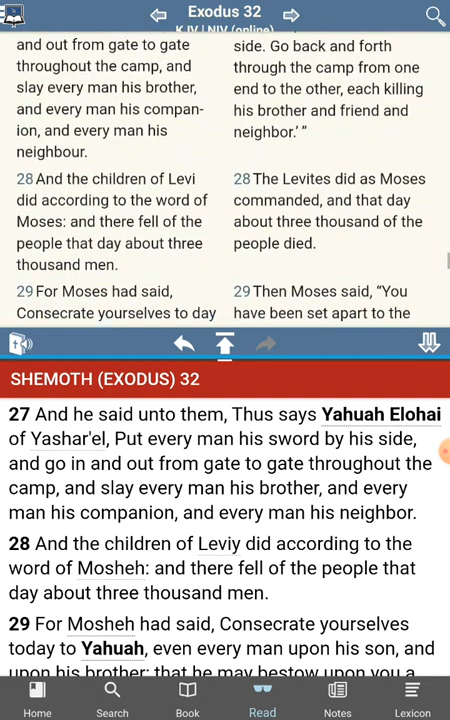 Exodus 32
KJV | NIV (online)
and out from gate to gate
throughout the camp, and
slay every man his brother,
and every man his compan-
ion, and every man his
neighbour.
28 And the children of Levi
did according to the word of
Moses: and there fell of the
people that day about three
thousand men.
29 For Moses had said,
Consecrate yourselves to day
side. Go back and forth
through the camp from one
end to the other, each killing
his brother and friend and
neighbor.’ ”
28 The Levites did as Moses
commanded, and that day
about three thousand of the
people died.
29 Then Moses said, “You
have been set apart to the
SHEMOTH (EXODUS) 32
27 And he said unto them, Thus says Yahuah Elohai
of Yashar'el, Put every man his sword by his side,
and go in and out from gate to gate throughout the
camp, and slay every man his brother, and every
man his companion, and every man his neighbor.
28 And the children of Leviy did according to the
word of Mosheh: and there fell of the people that
day about three thousand men.
29 For Mosheh had said, Consecrate yourselves
today to Yahuah, even every man upon his son, and
upon his brother; that he may bestow upon you a
Home
Search
Book
Read
Notes
Lexicon